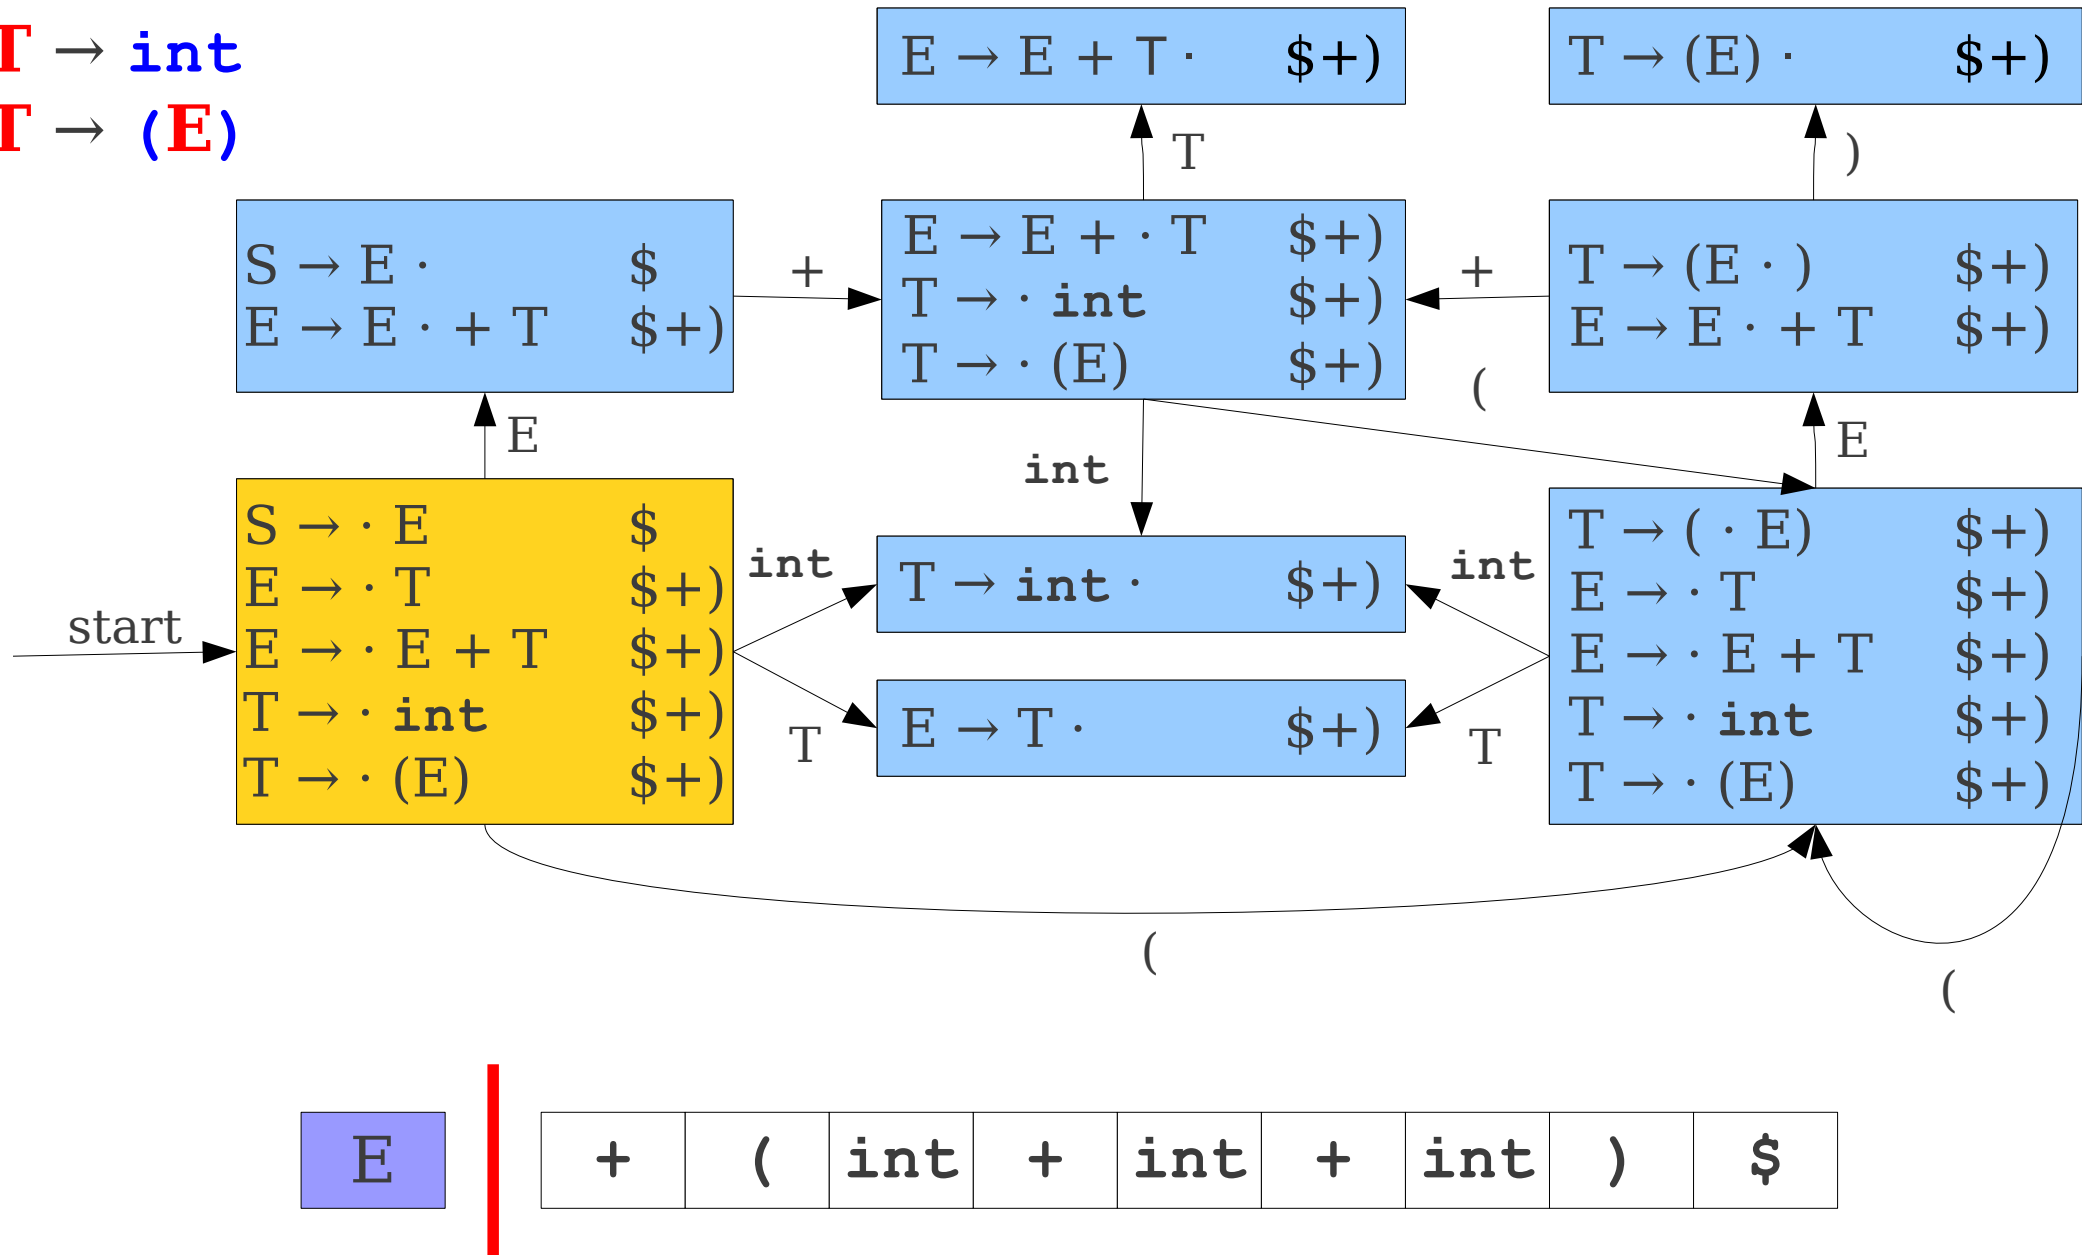 T → int
T → (E)
E → E + T · $+)
T → (E) · $+)
T
)
S → E · $
E → E · + T $+)
+
E → E + · T $+)
T → · int $+)
T → · (E) $+)
+
T → (E · ) $+)
E → E · + T $+)
(
E
int
E
S → · E $
E → · T $+)
E → · E + T $+)
T → · int $+)
T → · (E) $+)
start
int
T
T → int · $+)
E → T · $+)
int
T
T → ( · E) $+)
E → · T $+)
E → · E + T $+)
T → · int $+)
T → · (E) $+)
(
(
E + ( int + int + int ) $